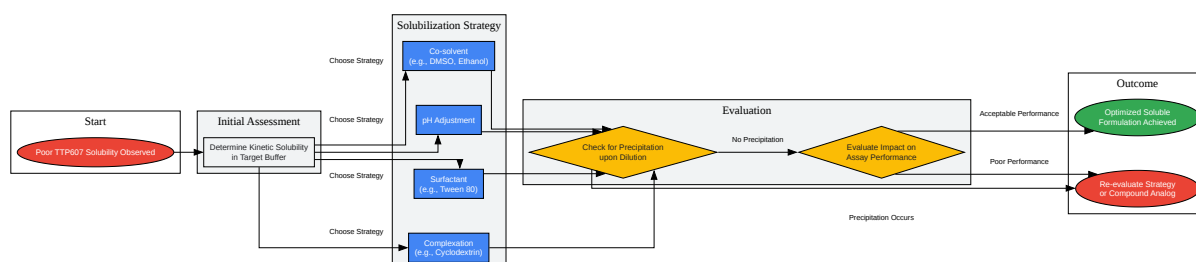 Start
Poor TTP607 Solubility Observed
Initial Assessment
Determine Kinetic Solubility
in Target Buffer
Choose Strategy
Choose Strategy
Choose Strategy
Choose Strategy
Solubilization Strategy
Co-solvent
(e.g., DMSO, Ethanol)
pH Adjustment
Surfactant
(e.g., Tween 80)
Complexation
(e.g., Cyclodextrin)
Evaluation
Check for Precipitation
upon Dilution
No Precipitation
Evaluate Impact on
Assay Performance
Acceptable Performance
Poor Performance
Precipitation Occurs
Outcome
Optimized Soluble
Formulation Achieved
Re-evaluate Strategy
or Compound Analog